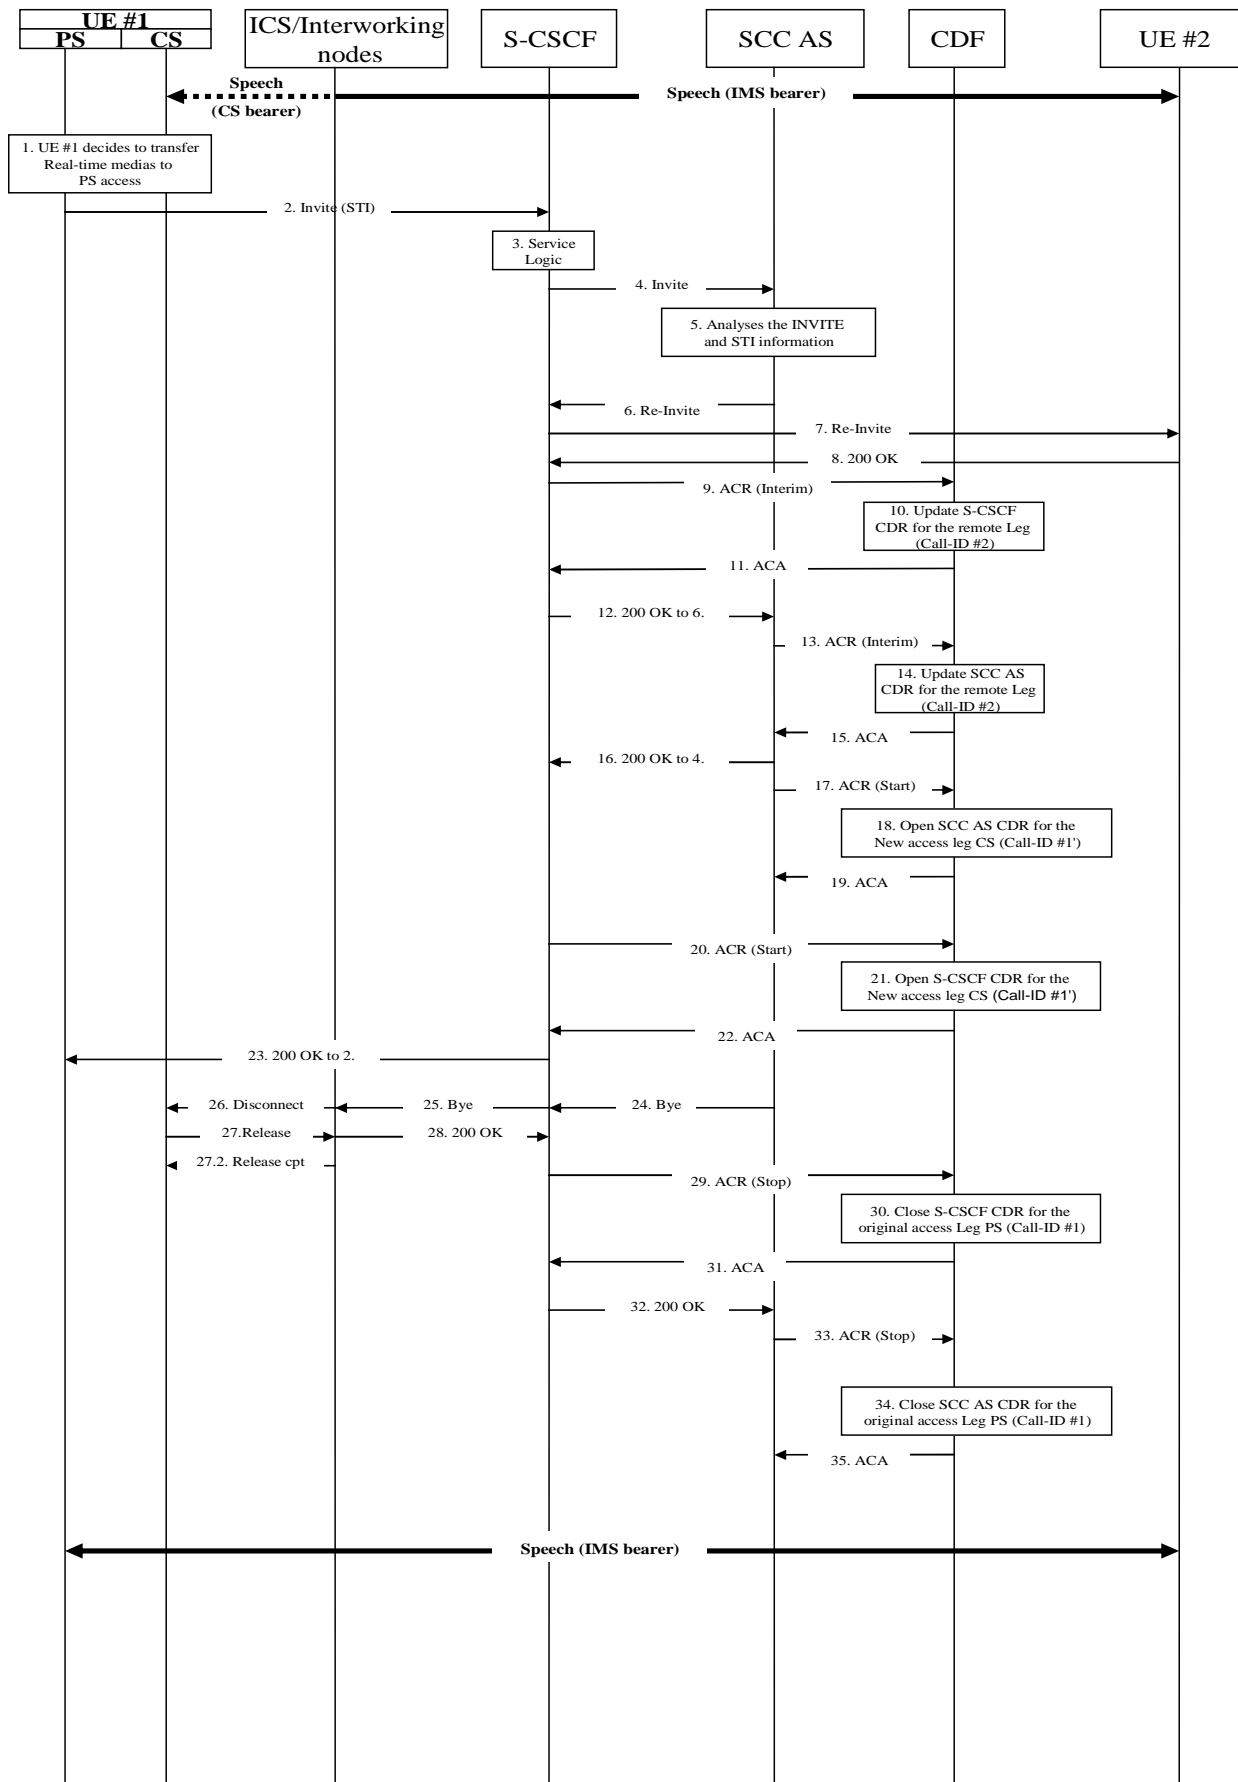 UE #1
PS CS
ICS/Interworking
nodes
S-CSCF
SCC AS
CDF
UE #2
Speech
(CS bearer)
Speech (IMS bearer)
1. UE #1 decides to transfer
Real-time medias to
PS access
2. Invite (STI)
3. Service
Logic
4. Invite
5. Analyses the INVITE
and STI information
6. Re-Invite
7. Re-Invite
8. 200 OK
9. ACR (Interim)
10. Update S-CSCF
CDR for the remote Leg
(Call-ID #2)
11. ACA
12. 200 OK to 6.
13. ACR (Interim)
14. Update SCC AS
CDR for the remote Leg
(Call-ID #2)
15. ACA
16. 200 OK to 4.
17. ACR (Start)
18. Open SCC AS CDR for the
New access leg CS (Call-ID #1')
19. ACA
20. ACR (Start)
21. Open S-CSCF CDR for the
New access leg CS (Call-ID #1')
22. ACA
23. 200 OK to 2.
24. Bye
25. Bye
26. Disconnect
27.Release
28. 200 OK
27.2. Release cpt
29. ACR (Stop)
30. Close S-CSCF CDR for the
original access Leg PS (Call-ID #1)
31. ACA
32. 200 OK
33. ACR (Stop)
34. Close SCC AS CDR for the
original access Leg PS (Call-ID #1)
35. ACA
Speech (IMS bearer)